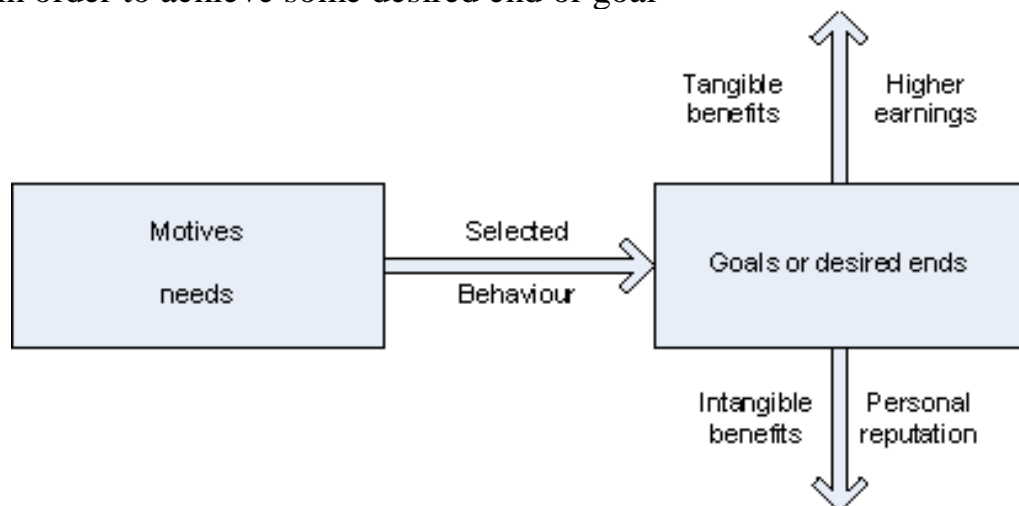 in order to achieve some desired end or goal
Tangible
benefits
Higher
earnings
Motives
needs
Selected
Behaviour
Goals or desired ends
Intangible
benefits
Personal
reputation